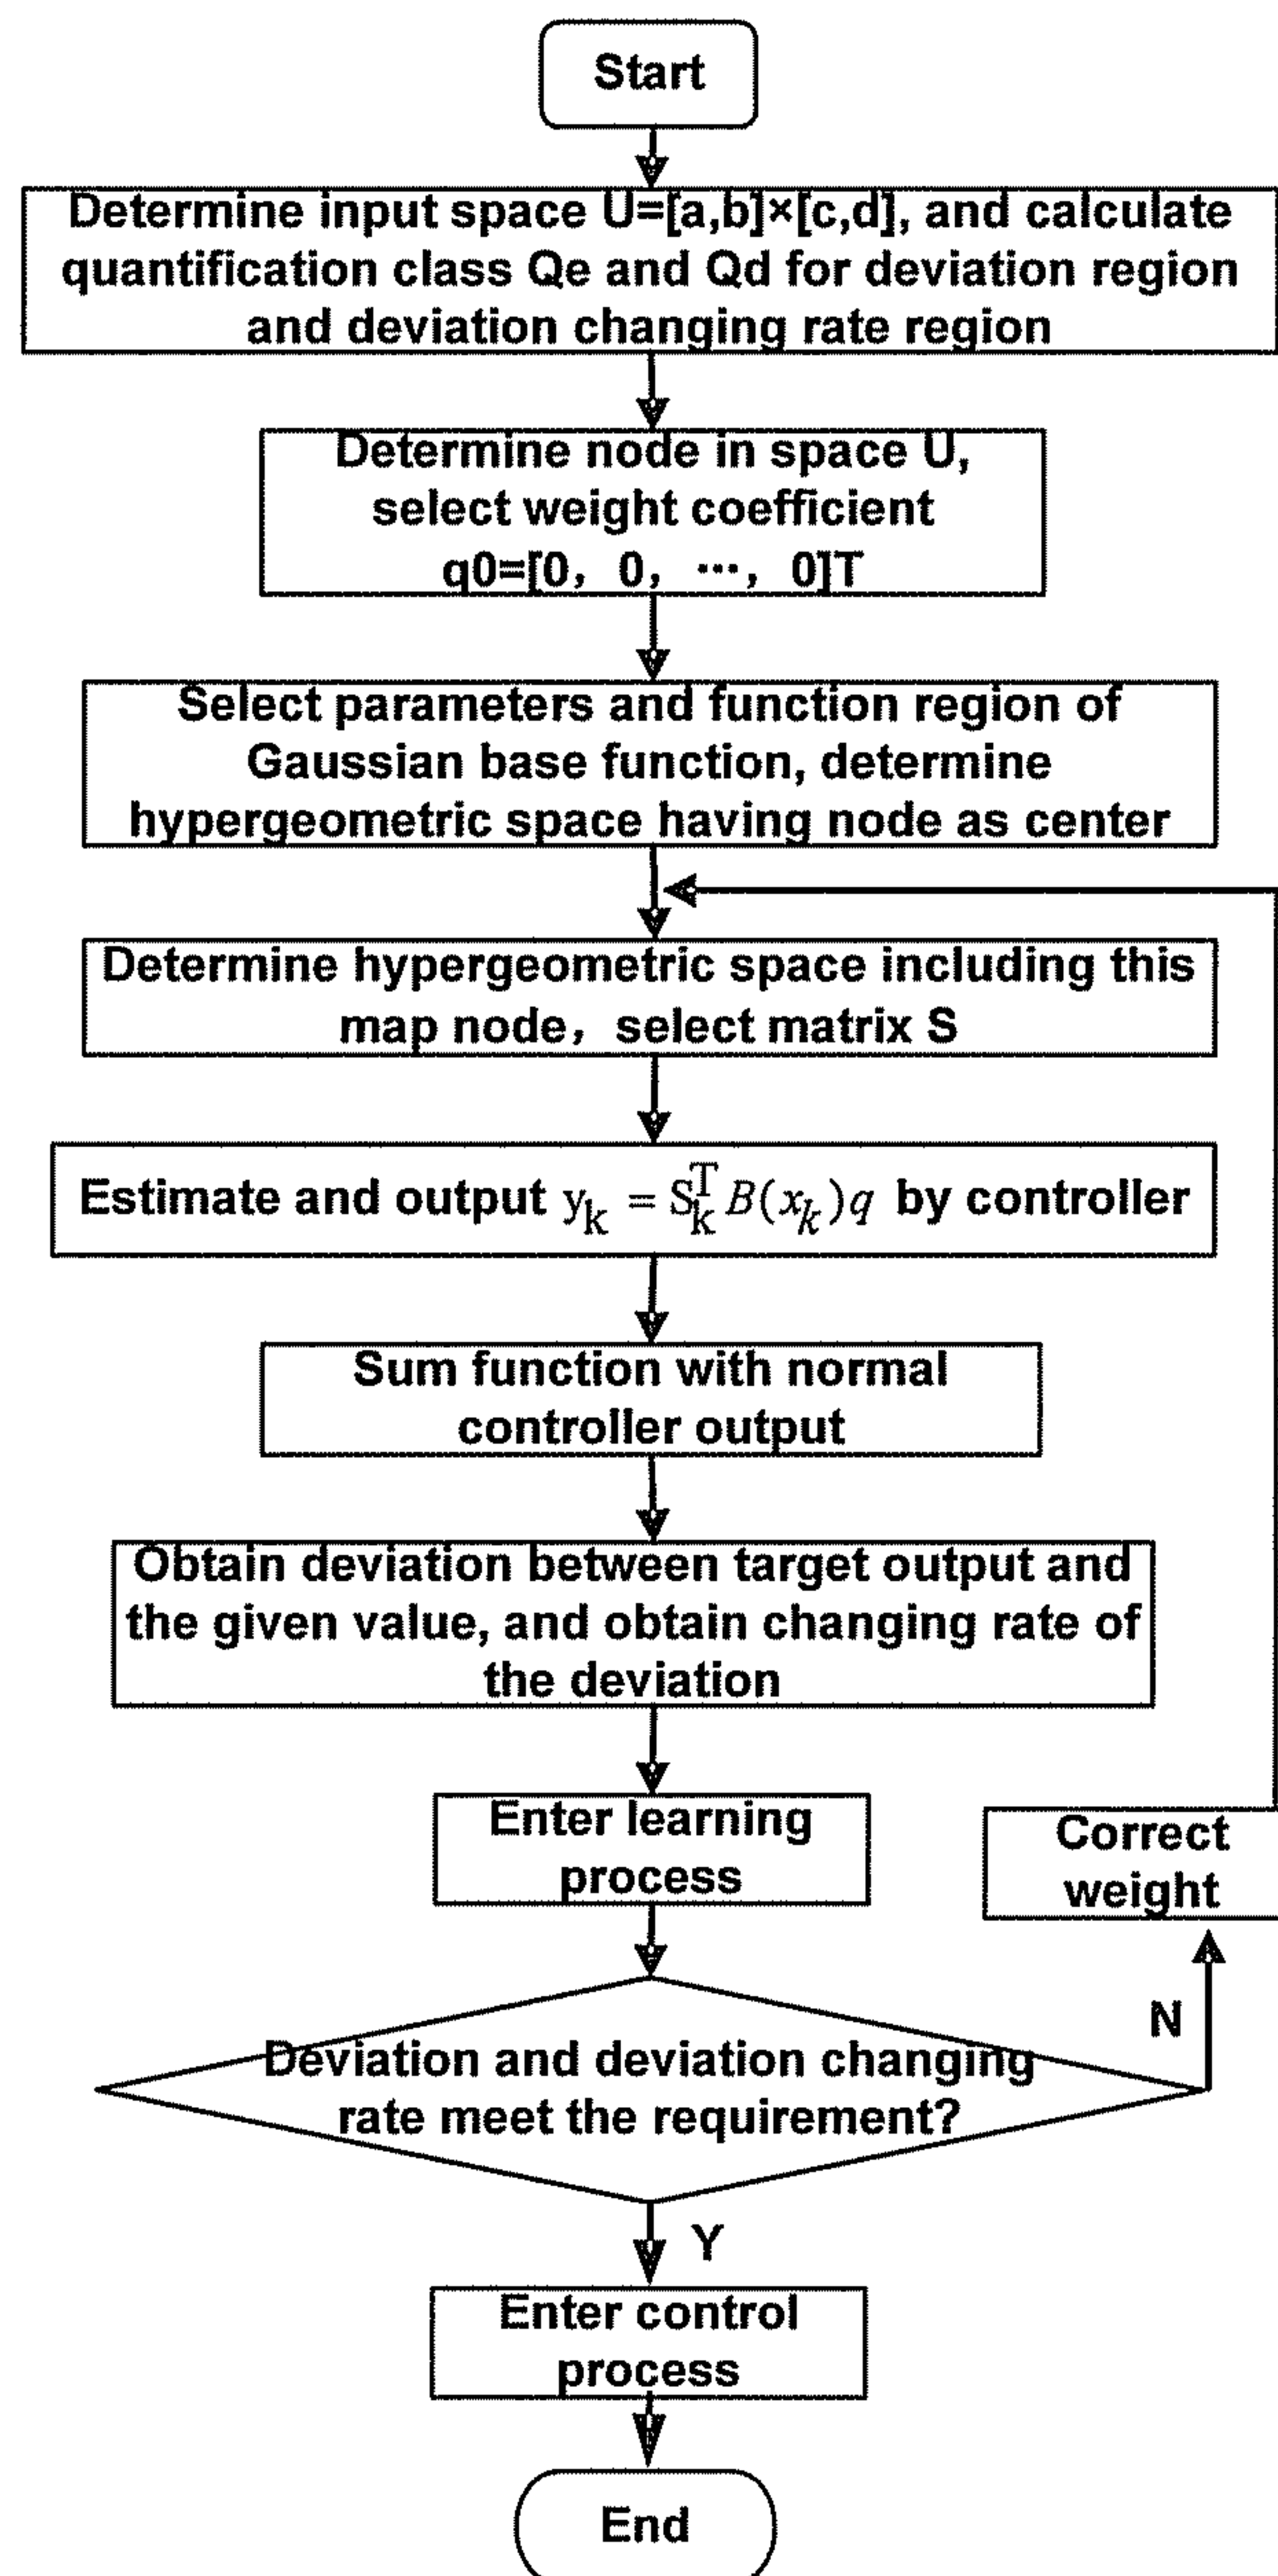 Start
Determine input space U=[a,b]×[c,d], and calculate
quantification class Qe and Qd for deviation region
and deviation changing rate region
Determine node in space U,
select weight coefficient
q0=[0，0，⋯，0]T
Select parameters and function region of
Gaussian base function, determine
hypergeometric space having node as center
Determine hypergeometric space including this
map node，select matrix S
Estimate and output y_k = S_k^T B(x_k)q by controller
Sum function with normal
controller output
Obtain deviation between target output and
the given value, and obtain changing rate of
the deviation
Enter learning
process
Correct
weight
N
Deviation and deviation changing
rate meet the requirement?
Y
Enter control
process
End